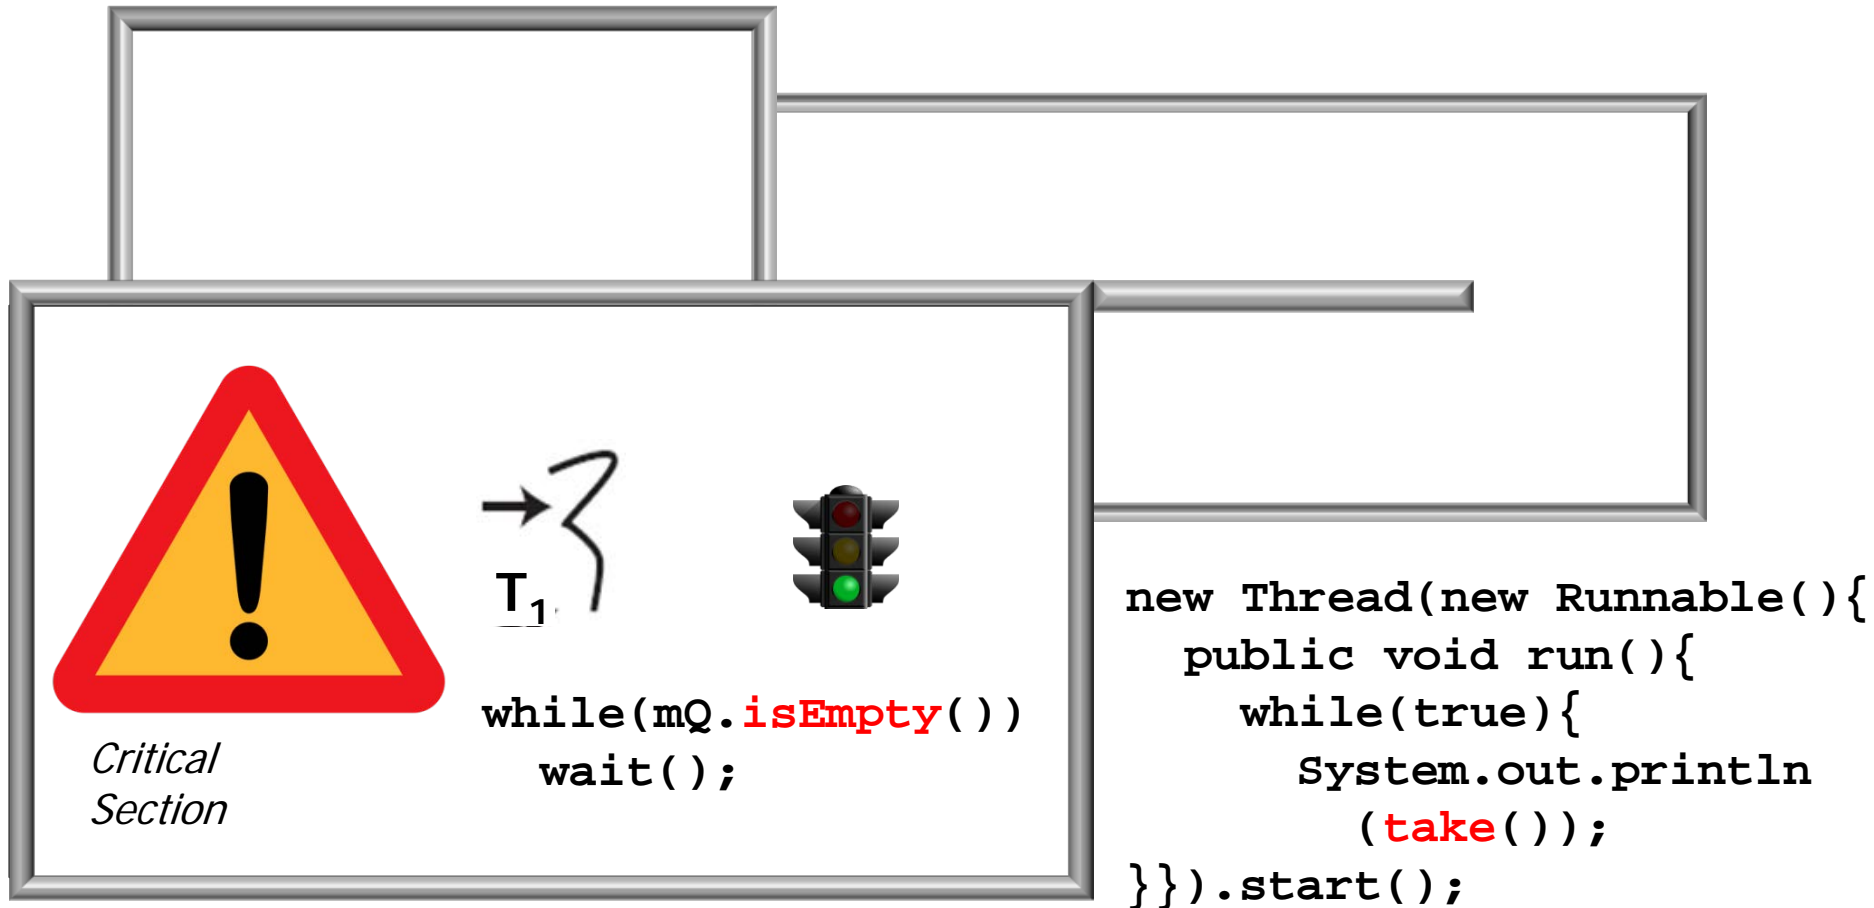 T1
while(mQ.isEmpty())
wait();
Critical
Section
new Thread(new Runnable(){
public void run(){
while(true){
System.out.println
(take());
}}).start();